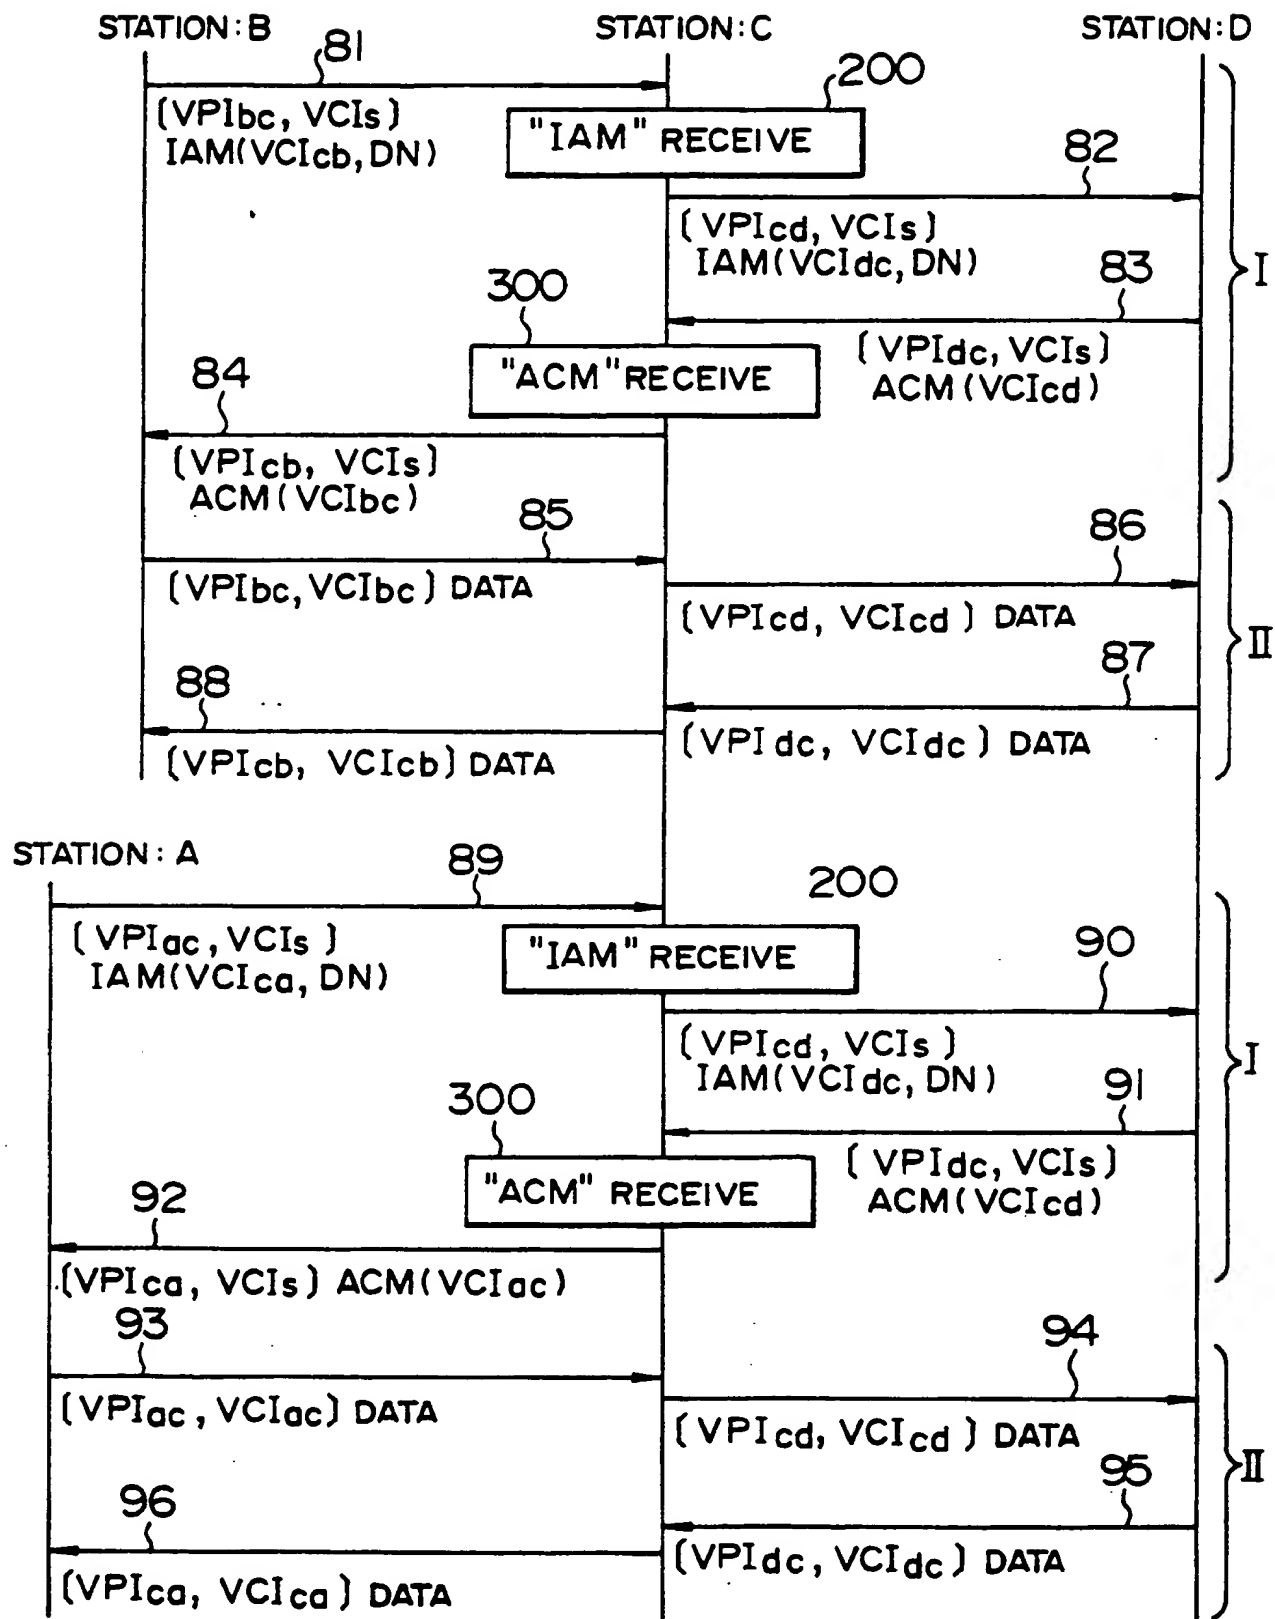 STATION:B STATION:C STATION:D
81
200
(VPIbc, VCIs)
IAM(VCIcb, DN)
"IAM" RECEIVE
82
(VPIcd, VCIs)
IAM(VCIdc, DN)
83
I
300
(VPIdc, VCIs)
ACM(VCIcd)
"ACM" RECEIVE
84
(VPIcb, VCIs)
ACM(VCIbc)
85
86
(VPIbc, VCIbc) DATA
(VPIcd, VCIcd) DATA
II
87
88
(VPIdc, VCIdc) DATA
(VPIcb, VCIcb) DATA
STATION: A
89
200
(VPIac, VCIs)
IAM(VCIca, DN)
"IAM" RECEIVE
90
(VPIcd, VCIs)
IAM(VCIdc, DN)
I
91
300
(VPIdc, VCIs)
ACM(VCIcd)
"ACM" RECEIVE
92
(VPIca, VCIs) ACM(VCIac)
93
94
(VPIac, VCIac) DATA
(VPIcd, VCIcd) DATA
II
95
96
(VPIdc, VCIdc) DATA
(VPIca, VCIca) DATA